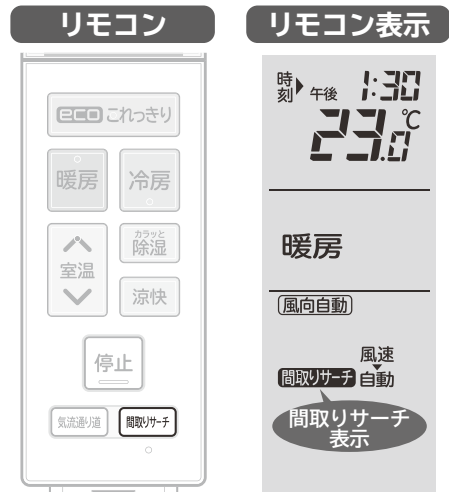 リモコン
eco これっきり
暖房
冷房
室温
カラッと
除湿
涼快
停止
気流通り道
間取りサーチ
リモコン表示
時刻
午後 1:30
23.0℃
暖房
風向自動
風速
間取りサーチ 自動
間取りサーチ
表示